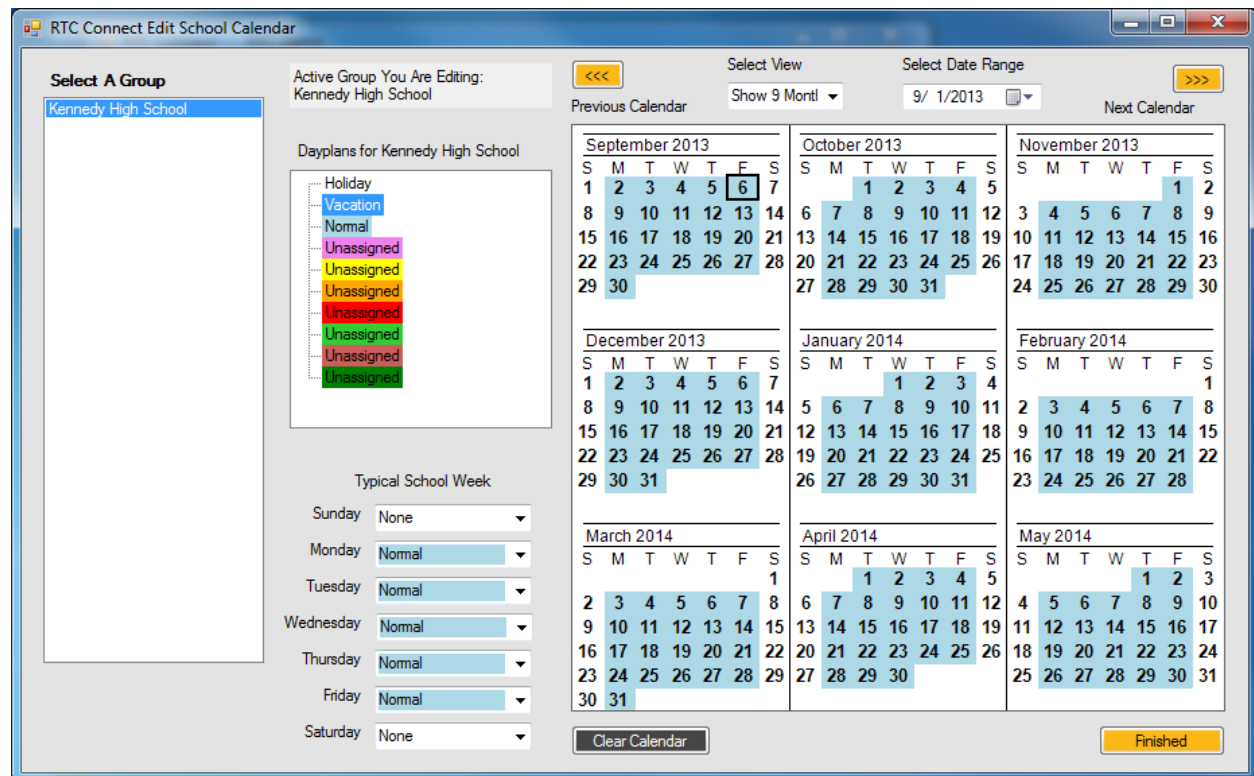 RTC Connect Edit School Calendar
Select A Group
Kennedy High School
Active Group You Are Editing:
Kennedy High School
Dayplans for Kennedy High School
Holiday
Vacation
Normal
Unassigned
Unassigned
Unassigned
Unassigned
Unassigned
Unassigned
Unassigned
Typical School Week
Sunday None
Monday Normal
Tuesday Normal
Wednesday Normal
Thursday Normal
Friday Normal
Saturday None
<<<
Previous Calendar
Select View
Show 9 Montl
Select Date Range
9/ 1/2013
>>>
Next Calendar
September 2013
S M T W T F S
1 2 3 4 5 6 7
8 9 10 11 12 13 14
15 16 17 18 19 20 21
22 23 24 25 26 27 28
29 30
October 2013
S M T W T F S
1 2 3 4 5
6 7 8 9 10 11 12
13 14 15 16 17 18 19
20 21 22 23 24 25 26
27 28 29 30 31
November 2013
S M T W T F S
1 2
3 4 5 6 7 8 9
10 11 12 13 14 15 16
17 18 19 20 21 22 23
24 25 26 27 28 29 30
December 2013
S M T W T F S
1 2 3 4 5 6 7
8 9 10 11 12 13 14
15 16 17 18 19 20 21
22 23 24 25 26 27 28
29 30 31
January 2014
S M T W T F S
1 2 3 4
5 6 7 8 9 10 11
12 13 14 15 16 17 18
19 20 21 22 23 24 25
26 27 28 29 30 31
February 2014
S M T W T F S
1
2 3 4 5 6 7 8
9 10 11 12 13 14 15
16 17 18 19 20 21 22
23 24 25 26 27 28
March 2014
S M T W T F S
1
2 3 4 5 6 7 8
9 10 11 12 13 14 15
16 17 18 19 20 21 22
23 24 25 26 27 28 29
30 31
April 2014
S M T W T F S
1 2 3 4 5
6 7 8 9 10 11 12
13 14 15 16 17 18 19
20 21 22 23 24 25 26
27 28 29 30
May 2014
S M T W T F S
1 2 3
4 5 6 7 8 9 10
11 12 13 14 15 16 17
18 19 20 21 22 23 24
25 26 27 28 29 30 31
Clear Calendar
Finished